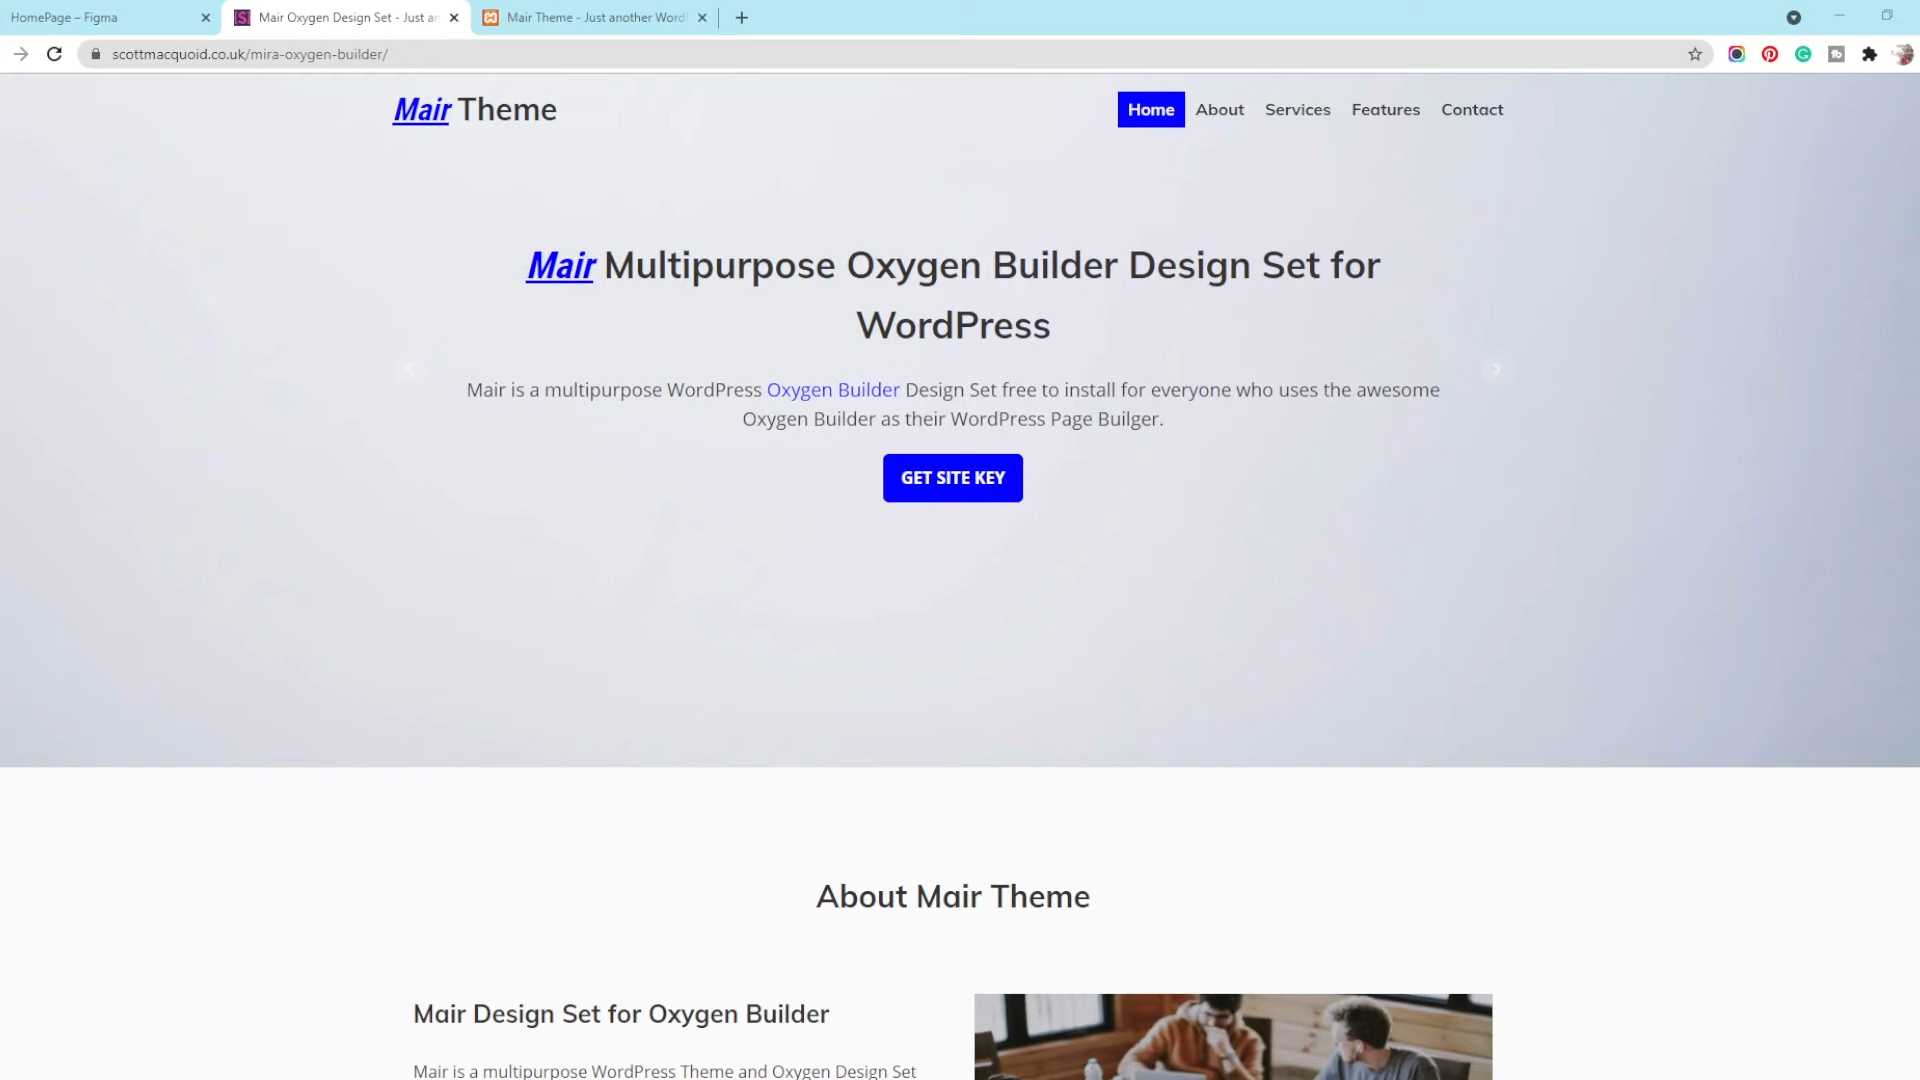 HomePage – Figma
Mair Oxygen Design Set - Just an
Mair Theme - Just another Word
scottmacquoid.co.uk/mira-oxygen-builder/
Mair Theme
Home About Services Features Contact
Mair Multipurpose Oxygen Builder Design Set for
WordPress
Mair is a multipurpose WordPress Oxygen Builder Design Set free to install for everyone who uses the awesome
Oxygen Builder as their WordPress Page Builger.
GET SITE KEY
About Mair Theme
Mair Design Set for Oxygen Builder
Mair is a multipurpose WordPress Theme and Oxygen Design Set